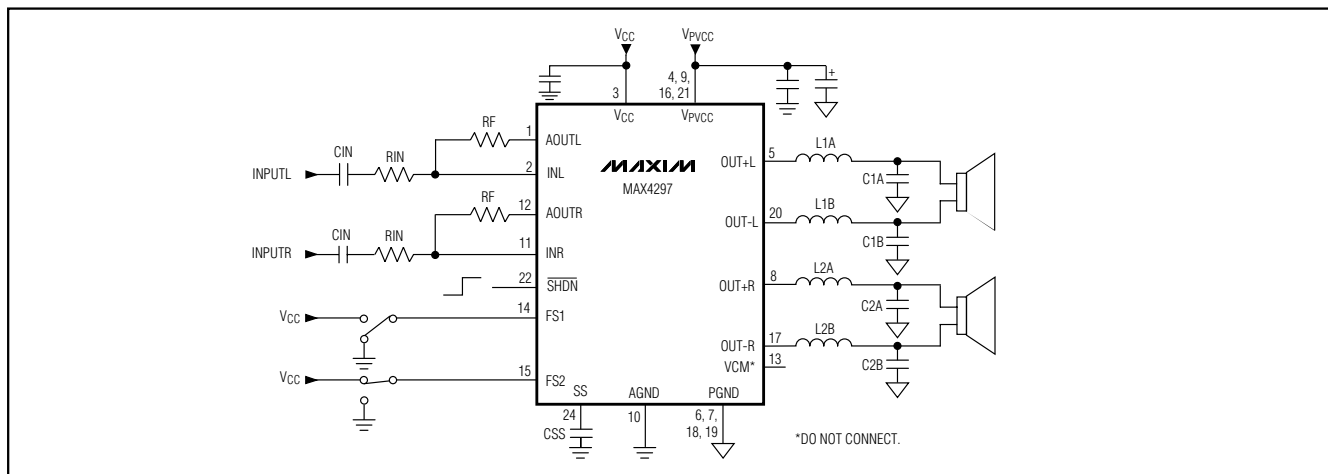 VCC VPVCC
4, 9,
3 16, 21
VCC VPVCC
RF 1 AOUTL
MAXIM
MAX4297
OUT+L 5 L1A
CIN RIN
INPUTL 2 INL
C1A
RF 12 AOUTR
OUT-L 20 L1B
CIN RIN
INPUTR 11 INR
C1B
22 SHDN
OUT+R 8 L2A
C2A
VCC 14 FS1
OUT-R 17 L2B
VCM* 13
C2B
VCC 15 FS2
SS AGND PGND
24 10 6, 7,
18, 19
CSS
*DO NOT CONNECT.